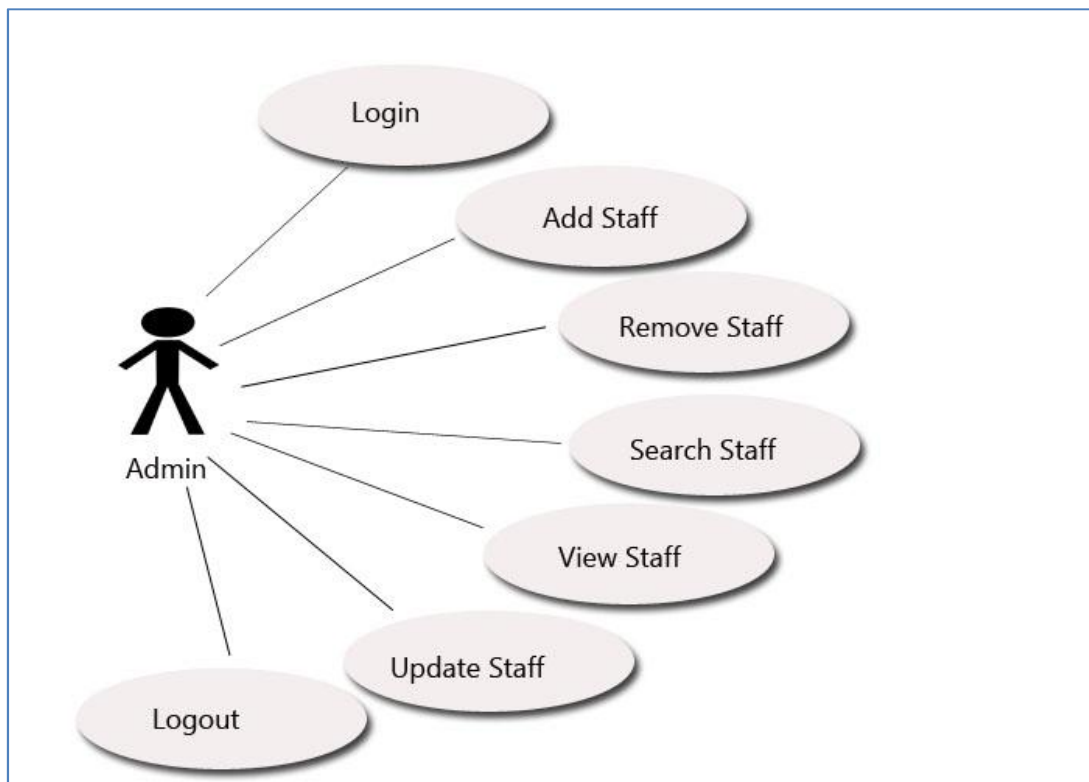 Login
Add Staff
Remove Staff
Search Staff
Admin
View Staff
Update Staff
Logout